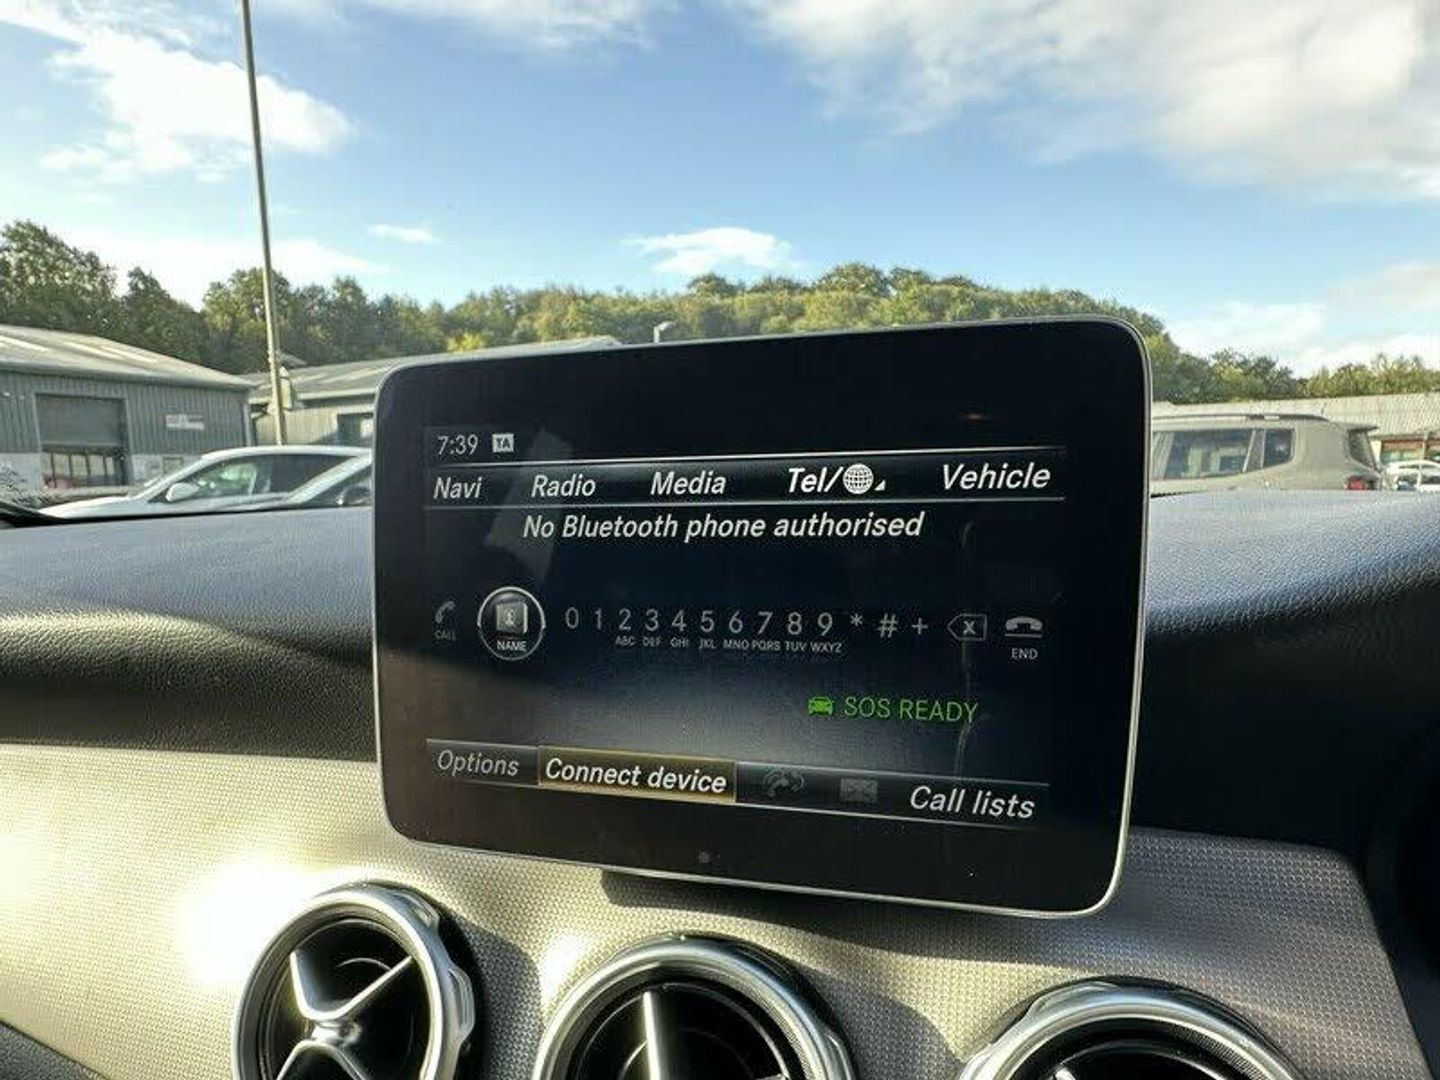 7:39 TA
Navi Radio Media Tel/ Vehicle
No Bluetooth phone authorised
CALL NAME 0 1 2 3 4 5 6 7 8 9 * # + X END
ABC DEF GHI JKL MNO PQRS TUV WXYZ
SOS READY
Options Connect device Call lists